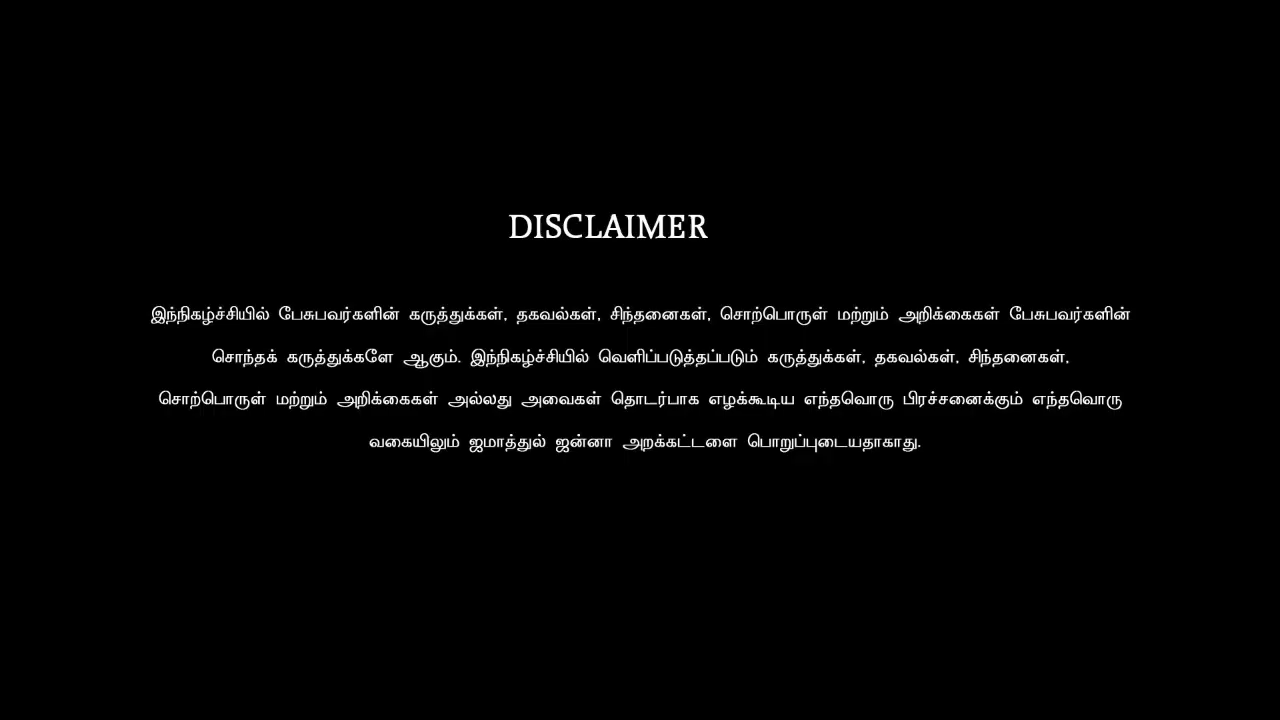 DISCLAIMER
இந்நிகழ்ச்சியில் பேசுபவர்களின் கருத்துக்கள், தகவல்கள், சிந்தனைகள், சொற்பொருள் மற்றும் அறிக்கைகள் பேசுபவர்களின்
சொந்தக் கருத்துக்களே ஆகும். இந்நிகழ்ச்சியில் வெளிப்படுத்தப்படும் கருத்துக்கள், தகவல்கள், சிந்தனைகள்,
சொற்பொருள் மற்றும் அறிக்கைகள் அல்லது அவைகள் தொடர்பாக எழக்கூடிய எந்தவொரு பிரச்சனைக்கும் எந்தவொரு
வகையிலும் ஜமாத்துல் ஜன்னா அறக்கட்டளை பொறுப்புடையதாகாது.